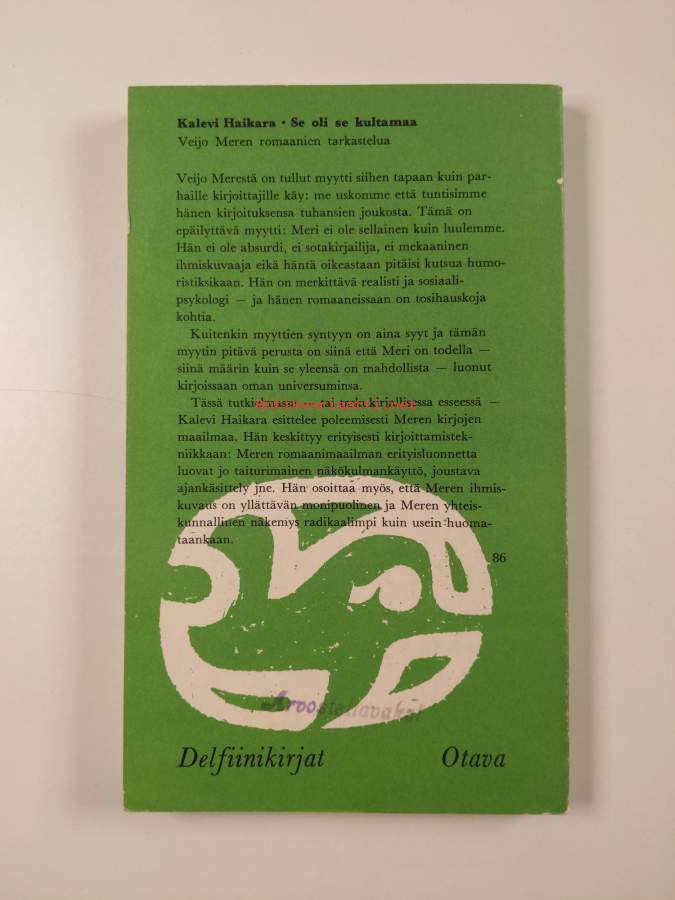 Kalevi Haikara • Se oli se kultamaa
Veijo Meren romaanien tarkastelua
Veijo Merestä on tullut myytti siihen tapaan kuin par-
haille kirjoittajille käy: me uskomme että tuntisimme
hänen kirjoituksensa tuhansien joukosta. Tämä on
epäilyttävä myytti: Meri ei ole sellainen kuin luulemme.
Hän ei ole absurdi, ei sotakirjailija, ei mekaaninen
ihmiskuvaaja eikä häntä oikeastaan pitäisi kutsua humo-
ristiksikaan. Hän on merkittävä realisti ja sosiaali-
psykologi — ja hänen romaaneissaan on tosihauskoja
kohtia.
Kuitenkin myyttien syntyyn on aina syyt ja tämän
myytin pitävä perusta on siinä että Meri on todella —
siinä määrin kuin se yleensä on mahdollista — luonut
kirjoissaan oman universuminsa.
Tässä tutkielmassa — tai kirjallisessa esseessä —
Kalevi Haikara esittelee poleemisesti Meren kirjojen
maailmaa. Hän keskittyy erityisesti kirjoittamistek-
niikkaan: Meren romaanimaailman erityisluonnetta
luovat jo taiturimainen näkökulmankäyttö, joustava
ajankäsittely jne. Hän osoittaa myös, että Meren ihmis-
kuvaus on yllättävän monipuolinen ja Meren yhteis-
kunnallinen näkemys radikaalimpi kuin usein huoma-
taankaan.
86
Arvosteltavaksi
Delfiinikirjat Otava